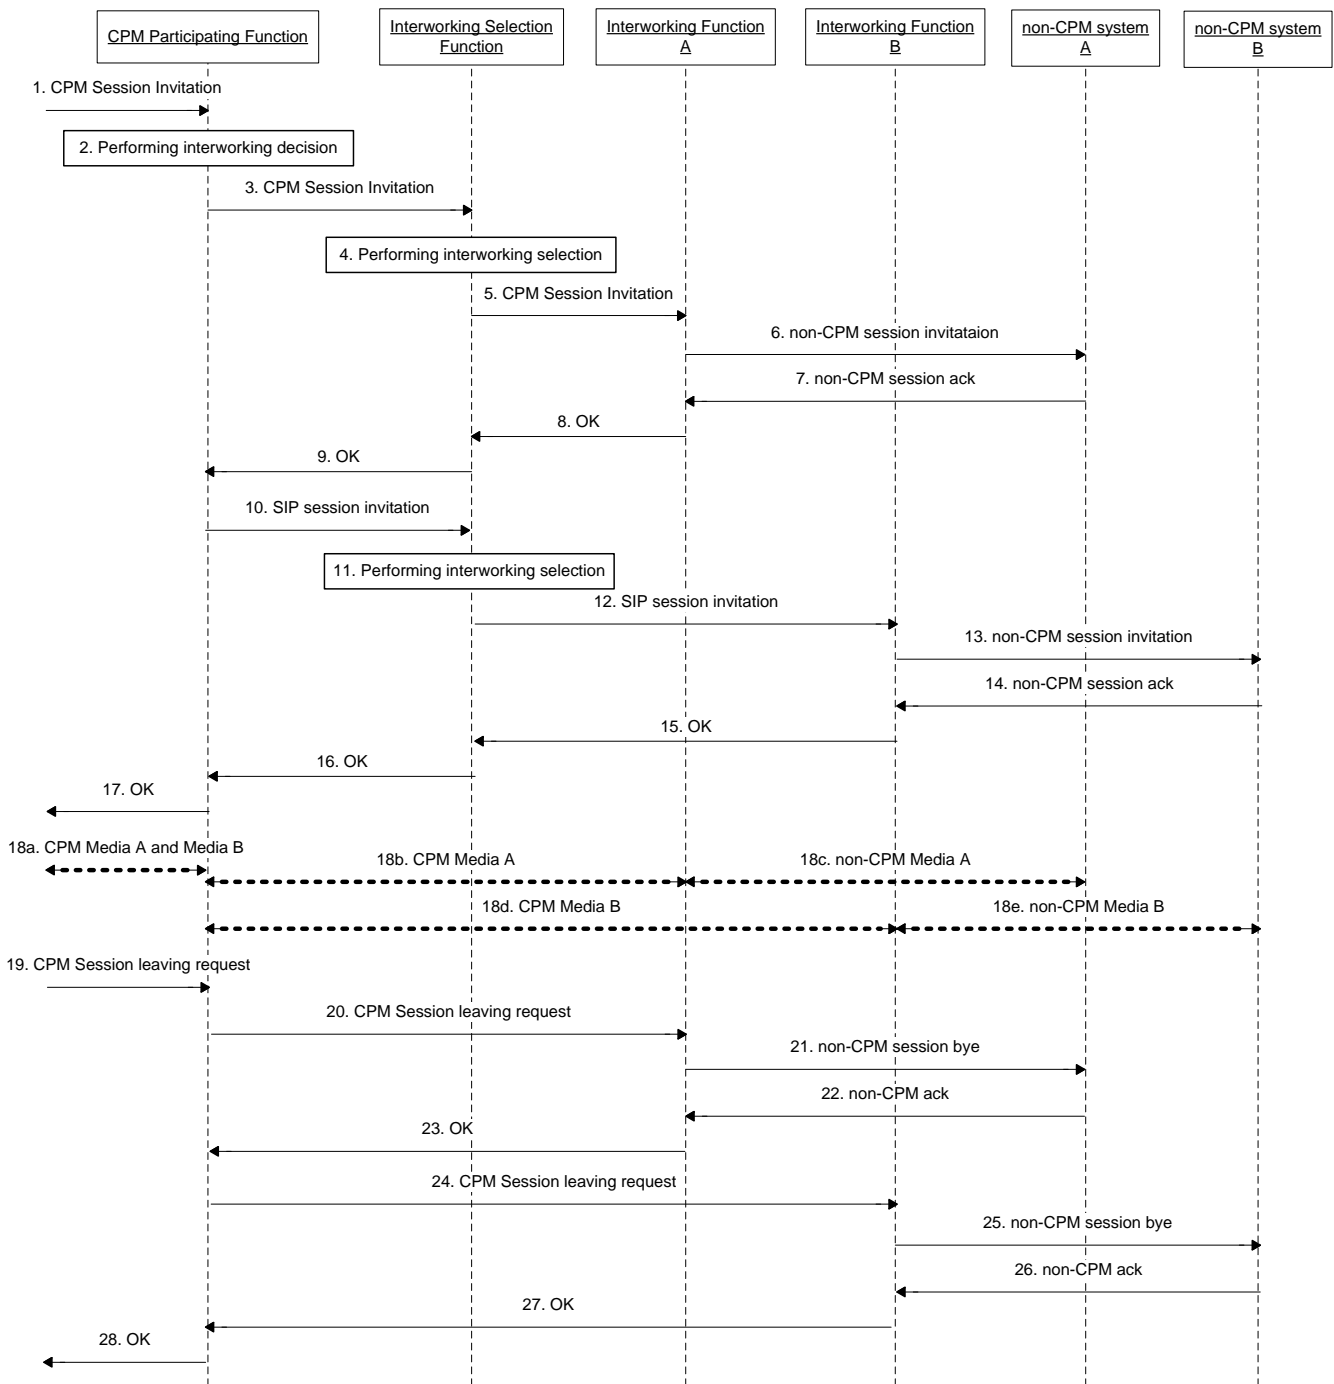 CPM Participating Function
Interworking Selection
Function
Interworking Function
A
Interworking Function
B
non-CPM system
A
non-CPM system
B
1. CPM Session Invitation
2. Performing interworking decision
3. CPM Session Invitation
4. Performing interworking selection
5. CPM Session Invitation
6. non-CPM session invitataion
7. non-CPM session ack
8. OK
9. OK
10. SIP session invitation
11. Performing interworking selection
12. SIP session invitation
13. non-CPM session invitation
14. non-CPM session ack
15. OK
16. OK
17. OK
18a. CPM Media A and Media B
18b. CPM Media A
18c. non-CPM Media A
18d. CPM Media B
18e. non-CPM Media B
19. CPM Session leaving request
20. CPM Session leaving request
21. non-CPM session bye
22. non-CPM ack
23. OK
24. CPM Session leaving request
25. non-CPM session bye
26. non-CPM ack
27. OK
28. OK